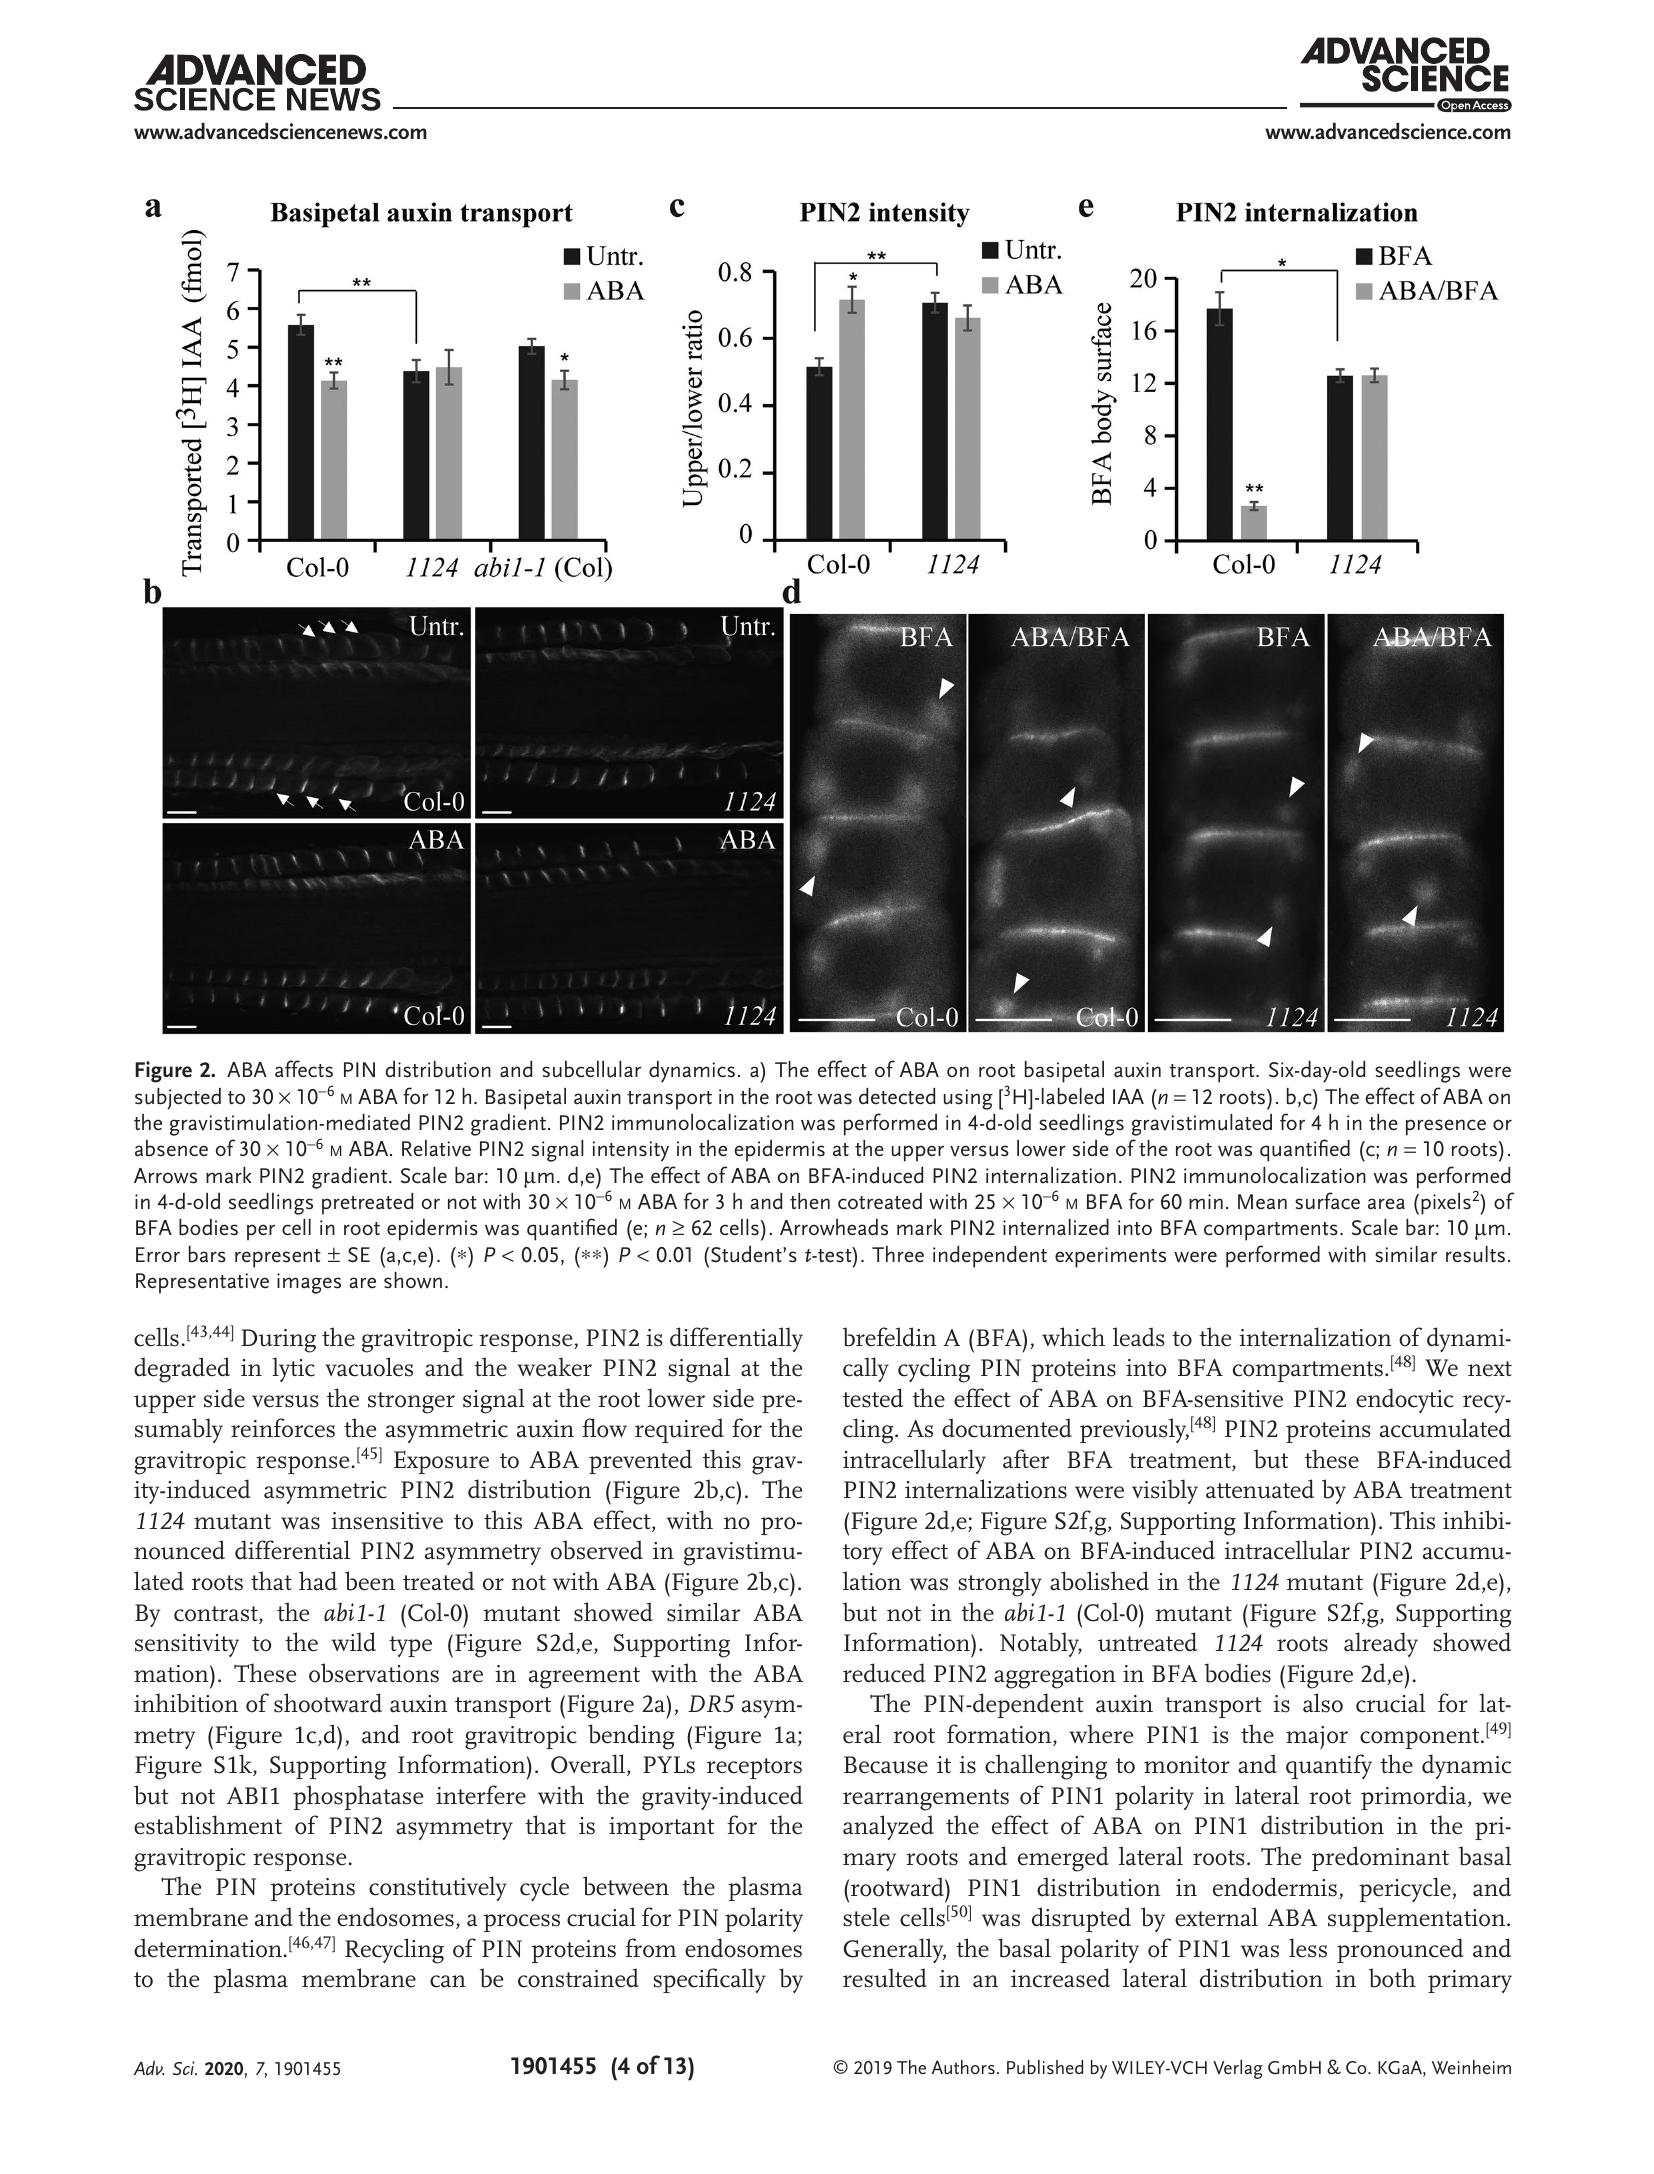 ADVANCED
SCIENCE NEWS
www.advancedsciencenews.com
ADVANCED
SCIENCE
Open Access
www.advancedscience.com
a
Basipetal auxin transport
Untr.
ABA
Transported [³H] IAA (fmol)
7
6
5
4
3
2
1
0
**
**
*
Col-0 1124 abi1-1 (Col)
c
PIN2 intensity
Untr.
ABA
Upper/lower ratio
0.8
0.6
0.4
0.2
0
**
*
Col-0 1124
e
PIN2 internalization
BFA
ABA/BFA
BFA body surface
20
16
12
8
4
0
*
**
Col-0 1124
b
Untr.
Col-0
Untr.
1124
ABA
Col-0
ABA
1124
d
BFA
Col-0
ABA/BFA
Col-0
BFA
1124
ABA/BFA
1124
Figure 2. ABA affects PIN distribution and subcellular dynamics. a) The effect of ABA on root basipetal auxin transport. Six-day-old seedlings were
subjected to 30 × 10⁻⁶ M ABA for 12 h. Basipetal auxin transport in the root was detected using [³H]-labeled IAA (n = 12 roots). b,c) The effect of ABA on
the gravistimulation-mediated PIN2 gradient. PIN2 immunolocalization was performed in 4-d-old seedlings gravistimulated for 4 h in the presence or
absence of 30 × 10⁻⁶ M ABA. Relative PIN2 signal intensity in the epidermis at the upper versus lower side of the root was quantified (c; n = 10 roots).
Arrows mark PIN2 gradient. Scale bar: 10 µm. d,e) The effect of ABA on BFA-induced PIN2 internalization. PIN2 immunolocalization was performed
in 4-d-old seedlings pretreated or not with 30 × 10⁻⁶ M ABA for 3 h and then cotreated with 25 × 10⁻⁶ M BFA for 60 min. Mean surface area (pixels²) of
BFA bodies per cell in root epidermis was quantified (e; n ≥ 62 cells). Arrowheads mark PIN2 internalized into BFA compartments. Scale bar: 10 µm.
Error bars represent ± SE (a,c,e). (*) P < 0.05, (**) P < 0.01 (Student's t-test). Three independent experiments were performed with similar results.
Representative images are shown.
cells.[43,44] During the gravitropic response, PIN2 is differentially
degraded in lytic vacuoles and the weaker PIN2 signal at the
upper side versus the stronger signal at the root lower side pre-
sumably reinforces the asymmetric auxin flow required for the
gravitropic response.[45] Exposure to ABA prevented this grav-
ity-induced asymmetric PIN2 distribution (Figure 2b,c). The
1124 mutant was insensitive to this ABA effect, with no pro-
nounced differential PIN2 asymmetry observed in gravistimu-
lated roots that had been treated or not with ABA (Figure 2b,c).
By contrast, the abi1-1 (Col-0) mutant showed similar ABA
sensitivity to the wild type (Figure S2d,e, Supporting Infor-
mation). These observations are in agreement with the ABA
inhibition of shootward auxin transport (Figure 2a), DR5 asym-
metry (Figure 1c,d), and root gravitropic bending (Figure 1a;
Figure S1k, Supporting Information). Overall, PYLs receptors
but not ABI1 phosphatase interfere with the gravity-induced
establishment of PIN2 asymmetry that is important for the
gravitropic response.
The PIN proteins constitutively cycle between the plasma
membrane and the endosomes, a process crucial for PIN polarity
determination.[46,47] Recycling of PIN proteins from endosomes
to the plasma membrane can be constrained specifically by
brefeldin A (BFA), which leads to the internalization of dynami-
cally cycling PIN proteins into BFA compartments.[48] We next
tested the effect of ABA on BFA-sensitive PIN2 endocytic recy-
cling. As documented previously,[48] PIN2 proteins accumulated
intracellularly after BFA treatment, but these BFA-induced
PIN2 internalizations were visibly attenuated by ABA treatment
(Figure 2d,e; Figure S2f,g, Supporting Information). This inhibi-
tory effect of ABA on BFA-induced intracellular PIN2 accumu-
lation was strongly abolished in the 1124 mutant (Figure 2d,e),
but not in the abi1-1 (Col-0) mutant (Figure S2f,g, Supporting
Information). Notably, untreated 1124 roots already showed
reduced PIN2 aggregation in BFA bodies (Figure 2d,e).
The PIN-dependent auxin transport is also crucial for lat-
eral root formation, where PIN1 is the major component.[49]
Because it is challenging to monitor and quantify the dynamic
rearrangements of PIN1 polarity in lateral root primordia, we
analyzed the effect of ABA on PIN1 distribution in the pri-
mary roots and emerged lateral roots. The predominant basal
(rootward) PIN1 distribution in endodermis, pericycle, and
stele cells[50] was disrupted by external ABA supplementation.
Generally, the basal polarity of PIN1 was less pronounced and
resulted in an increased lateral distribution in both primary
Adv. Sci. 2020, 7, 1901455
1901455 (4 of 13)
© 2019 The Authors. Published by WILEY-VCH Verlag GmbH & Co. KGaA, Weinheim